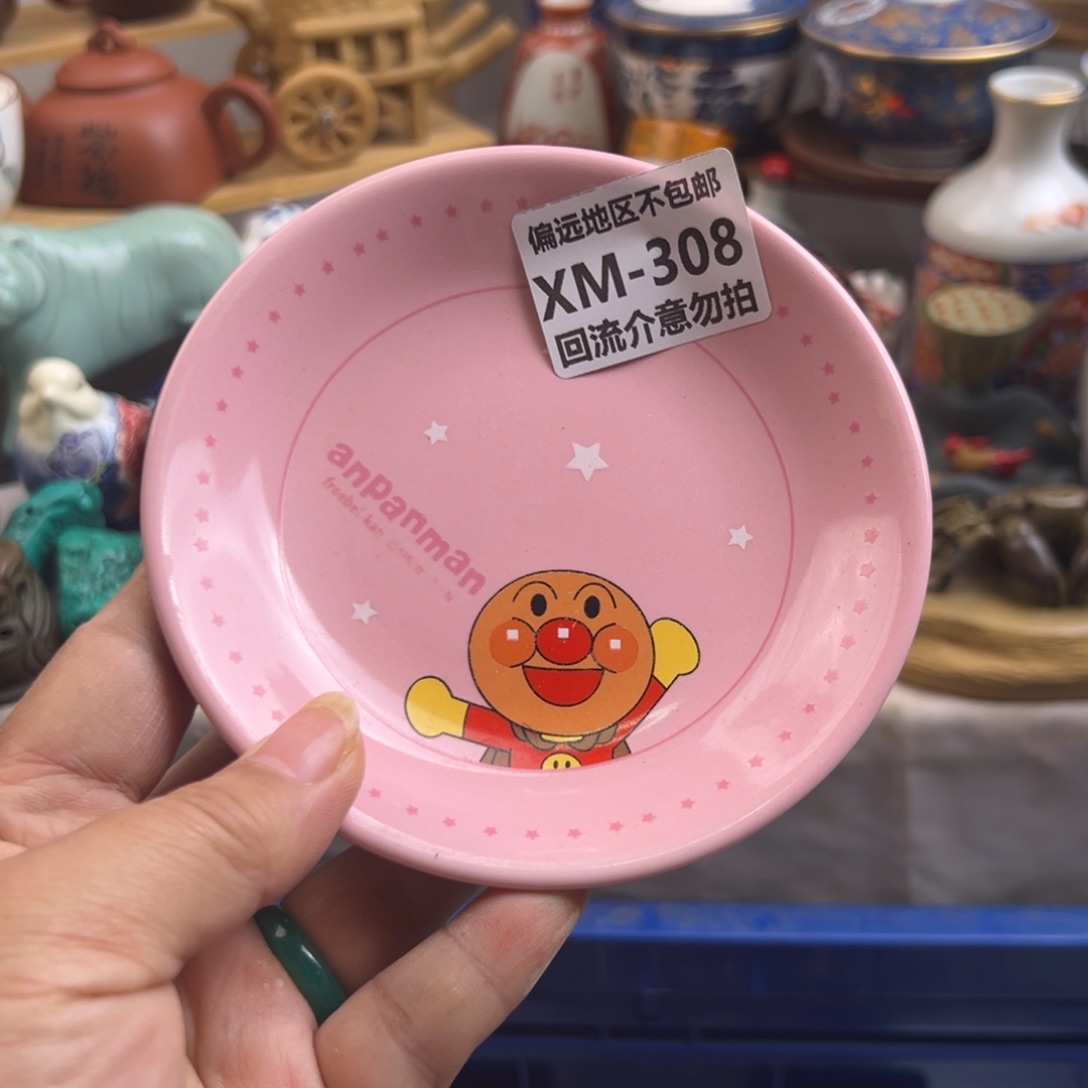 偏远地区不包邮
XM-308
回流介意勿拍
anpanman